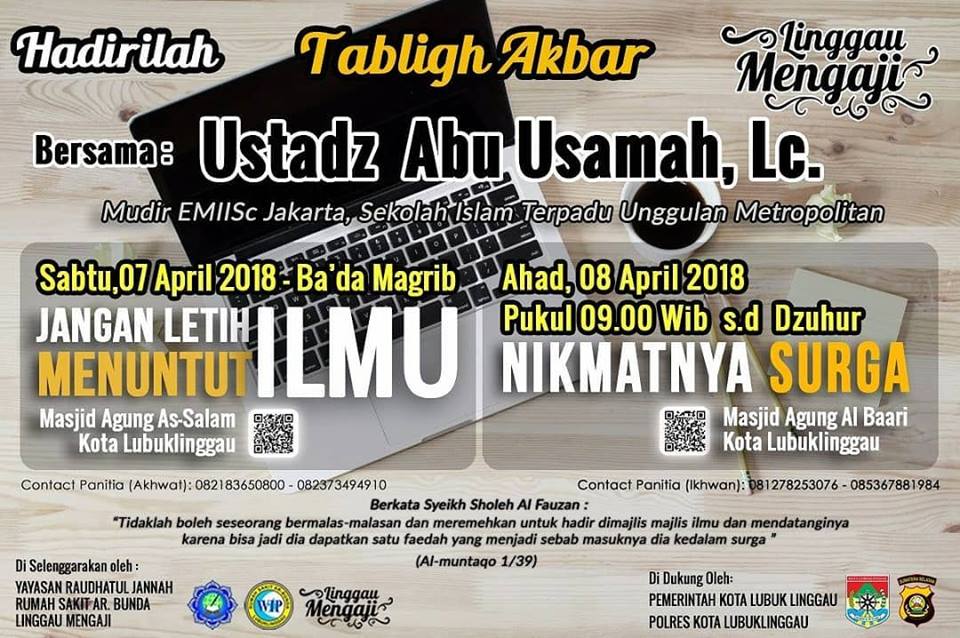 Hadirilah
Tabligh Akbar
Linggau
Mengaji
Bersama: Ustadz Abu Usamah, Lc.
Mudir EMIISc Jakarta, Sekolah Islam Terpadu Unggulan Metropolitan
Sabtu,07 April 2018 - Ba'da Magrib
JANGAN LETIH
MENUNTUT ILMU
Masjid Agung As-Salam
Kota Lubuklinggau
Ahad, 08 April 2018
Pukul 09.00 Wib s.d Dzuhur
NIKMATNYA SURGA
Masjid Agung Al Baari
Kota Lubuklinggau
Contact Panitia (Akhwat): 082183650800 - 082373494910
Contact Panitia (Ikhwan): 081278253076 - 085367881984
Berkata Syeikh Sholeh Al Fauzan :
"Tidaklah boleh seseorang bermalas-malasan dan meremehkan untuk hadir dimajlis majlis ilmu dan mendatanginya
karena bisa jadi dia dapatkan satu faedah yang menjadi sebab masuknya dia kedalam surga "
(Al-muntaqo 1/39)
Di Selenggarakan oleh :
YAYASAN RAUDHATUL JANNAH
RUMAH SAKIT AR. BUNDA
LINGGAU MENGAJI
WIP
Linggau
Mengaji
Di Dukung Oleh:
PEMERINTAH KOTA LUBUK LINGGAU
POLRES KOTA LUBUKLINGGAU